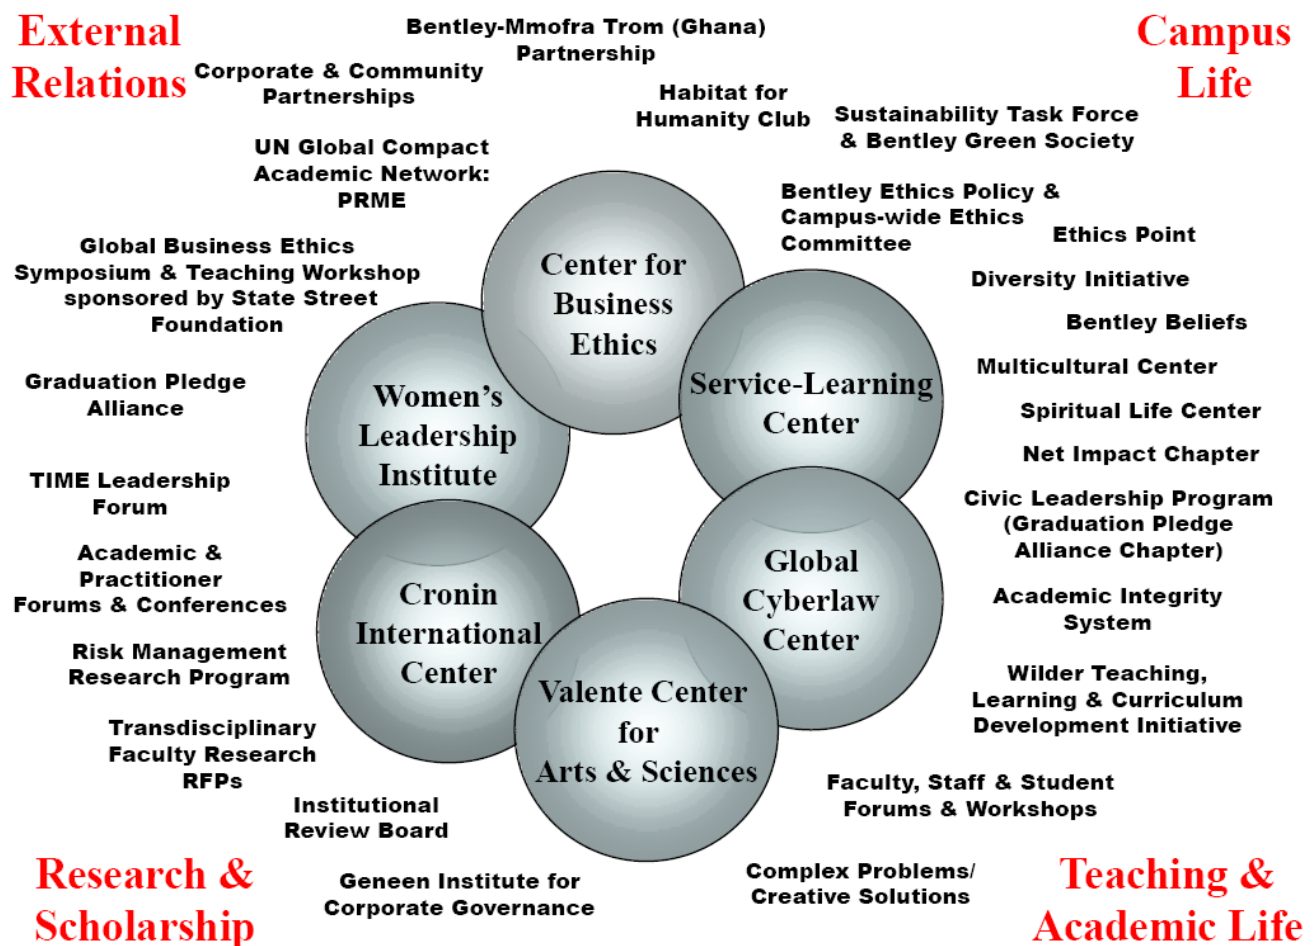 External
Relations
Bentley-Mmofra Trom (Ghana)
Partnership
Campus
Life
Corporate & Community
Partnerships
Habitat for
Humanity Club
Sustainability Task Force
& Bentley Green Society
UN Global Compact
Academic Network:
PRME
Bentley Ethics Policy &
Campus-wide Ethics
Committee
Ethics Point
Global Business Ethics
Symposium & Teaching Workshop
sponsored by State Street
Foundation
Center for
Business
Ethics
Diversity Initiative
Bentley Beliefs
Graduation Pledge
Alliance
Women's
Leadership
Institute
Service-Learning
Center
Multicultural Center
Spiritual Life Center
Net Impact Chapter
TIME Leadership
Forum
Civic Leadership Program
(Graduation Pledge
Alliance Chapter)
Academic &
Practitioner
Forums & Conferences
Cronin
International
Center
Global
Cyberlaw
Center
Academic Integrity
System
Risk Management
Research Program
Valente Center
for
Arts & Sciences
Wilder Teaching,
Learning & Curriculum
Development Initiative
Transdisciplinary
Faculty Research
RFPs
Faculty, Staff & Student
Forums & Workshops
Institutional
Review Board
Research &
Scholarship
Geneen Institute for
Corporate Governance
Complex Problems/
Creative Solutions
Teaching &
Academic Life